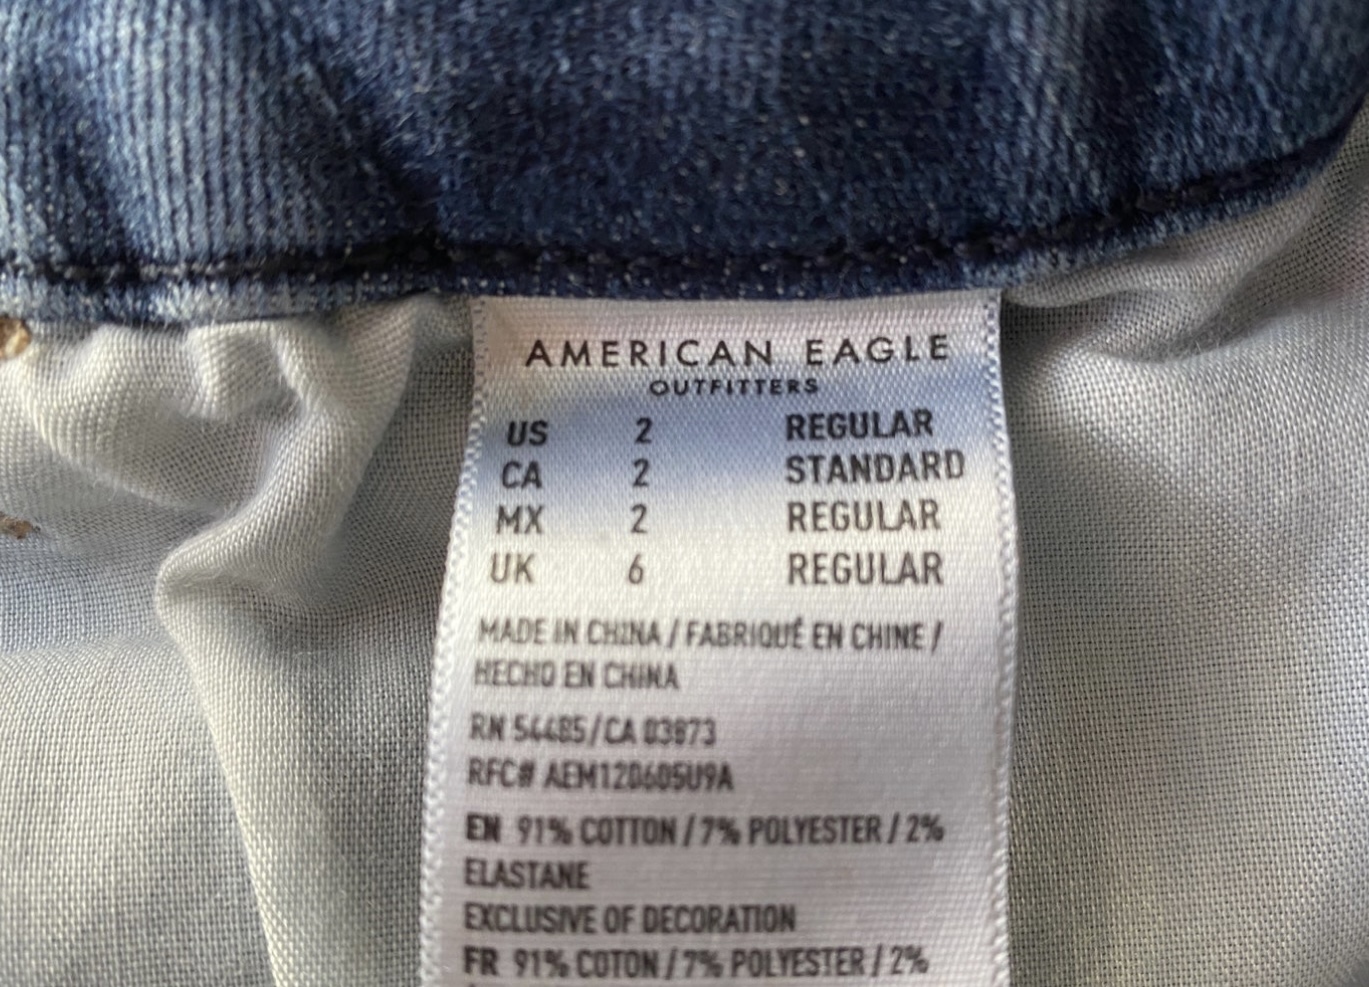 AMERICAN EAGLE
OUTFITTERS
US 2 REGULAR
CA 2 STANDARD
MX 2 REGULAR
UK 6 REGULAR
MADE IN CHINA / FABRIQUÉ EN CHINE /
HECHO EN CHINA
RN 54485/CA 03873
RFC# AEM120605U9A
EN 91% COTTON / 7% POLYESTER / 2%
ELASTANE
EXCLUSIVE OF DECORATION
FR 91% COTON / 7% POLYESTER / 2%